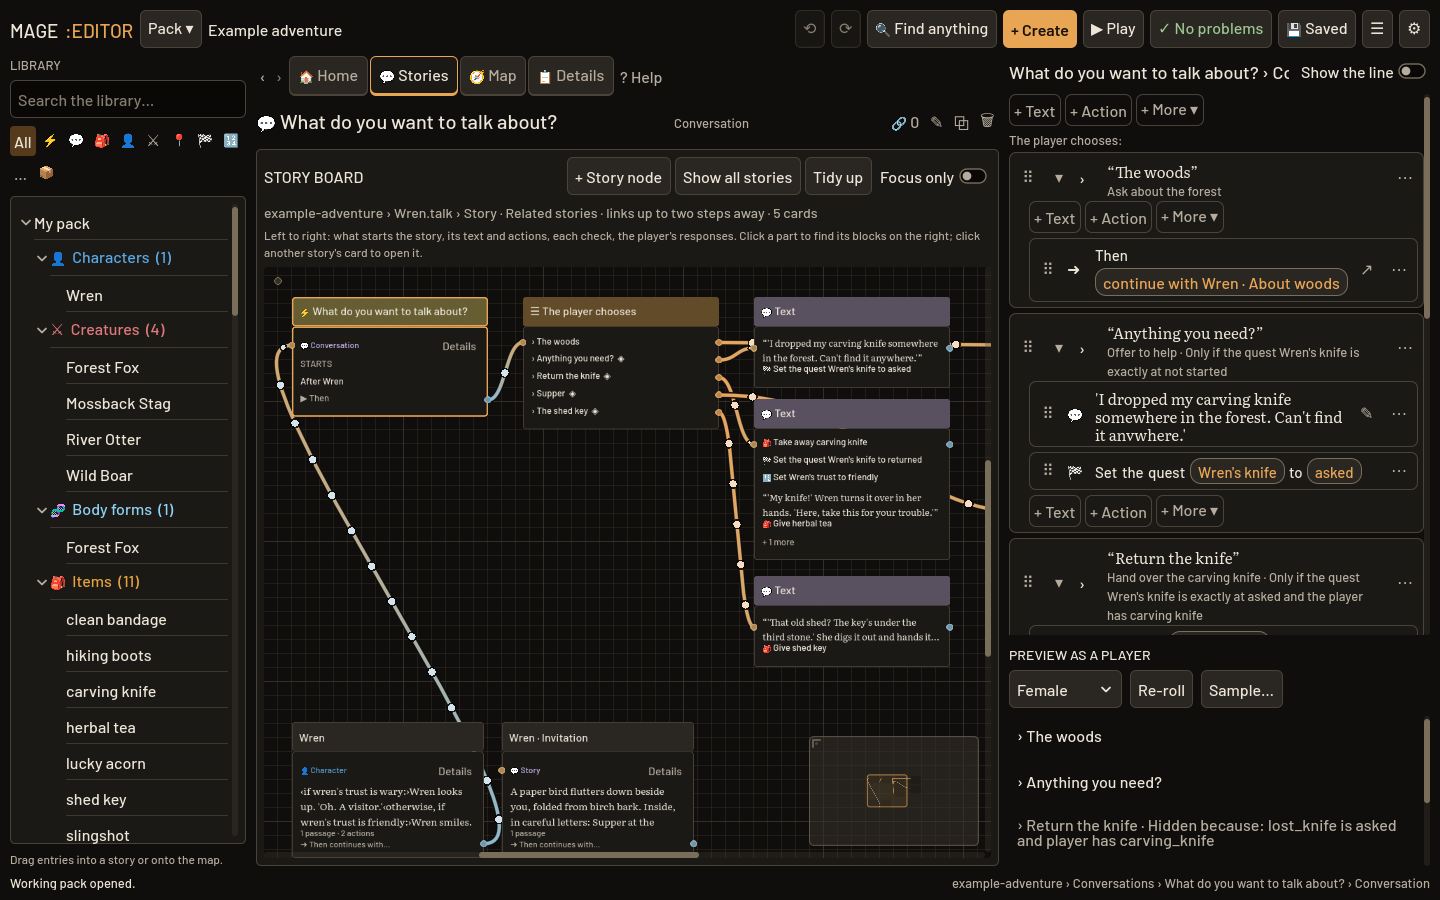 MAGE :EDITOR
Pack ▾
Example adventure
Find anything
+ Create
▶ Play
✓ No problems
Saved
LIBRARY
Search the library...
All
...
My pack
Characters (1)
Wren
Creatures (4)
Forest Fox
Mossback Stag
River Otter
Wild Boar
Body forms (1)
Forest Fox
Items (11)
clean bandage
hiking boots
carving knife
herbal tea
lucky acorn
shed key
slingshot
Drag entries into a story or onto the map.
Working pack opened.
‹ ›
Home
Stories
Map
Details
? Help
What do you want to talk about?
Conversation
0
STORY BOARD
+ Story node
Show all stories
Tidy up
Focus only
example-adventure › Wren.talk › Story · Related stories · links up to two steps away · 5 cards
Left to right: what starts the story, its text and actions, each check, the player's responses. Click a part to find its blocks on the right; click
another story's card to open it.
What do you want to talk about?
Conversation
Details
STARTS
After Wren
▶ Then
The player chooses
› The woods
› Anything you need? ◈
› Return the knife ◈
› Supper ◈
› The shed key ◈
Text
“'I dropped my carving knife somewhere
in the forest. Can't find it anywhere.'”
Set the quest Wren's knife to asked
Text
Take away carving knife
Set the quest Wren's knife to returned
Set Wren's trust to friendly
“'My knife!' Wren turns it over in her
hands. 'Here, take this for your trouble.'”
Give herbal tea
+ 1 more
Text
“'That old shed? The key's under the
third stone.' She digs it out and hands it...
Give shed key
Wren
Character
Details
‹if wren's trust is wary:›Wren looks
up. 'Oh. A visitor.'‹otherwise, if
wren's trust is friendly:›Wren smiles.
1 passage · 2 actions
→ Then continues with...
Wren · Invitation
Story
Details
A paper bird flutters down beside
you, folded from birch bark. Inside,
in careful letters: Supper at the
1 passage
→ Then continues with...
What do you want to talk about? › Co
Show the line
+ Text
+ Action
+ More ▾
The player chooses:
“The woods”
Ask about the forest
+ Text
+ Action
+ More ▾
Then
continue with Wren · About woods
“Anything you need?”
Offer to help · Only if the quest Wren's knife is
exactly at not started
'I dropped my carving knife
somewhere in the forest. Can't find
it anywhere.'
Set the quest Wren's knife to asked
+ Text
+ Action
+ More ▾
“Return the knife”
Hand over the carving knife · Only if the quest
Wren's knife is exactly at asked and the player
has carving knife
PREVIEW AS A PLAYER
Female
Re-roll
Sample...
› The woods
› Anything you need?
› Return the knife · Hidden because: lost_knife is asked
and player has carving_knife
example-adventure › Conversations › What do you want to talk about? › Conversation